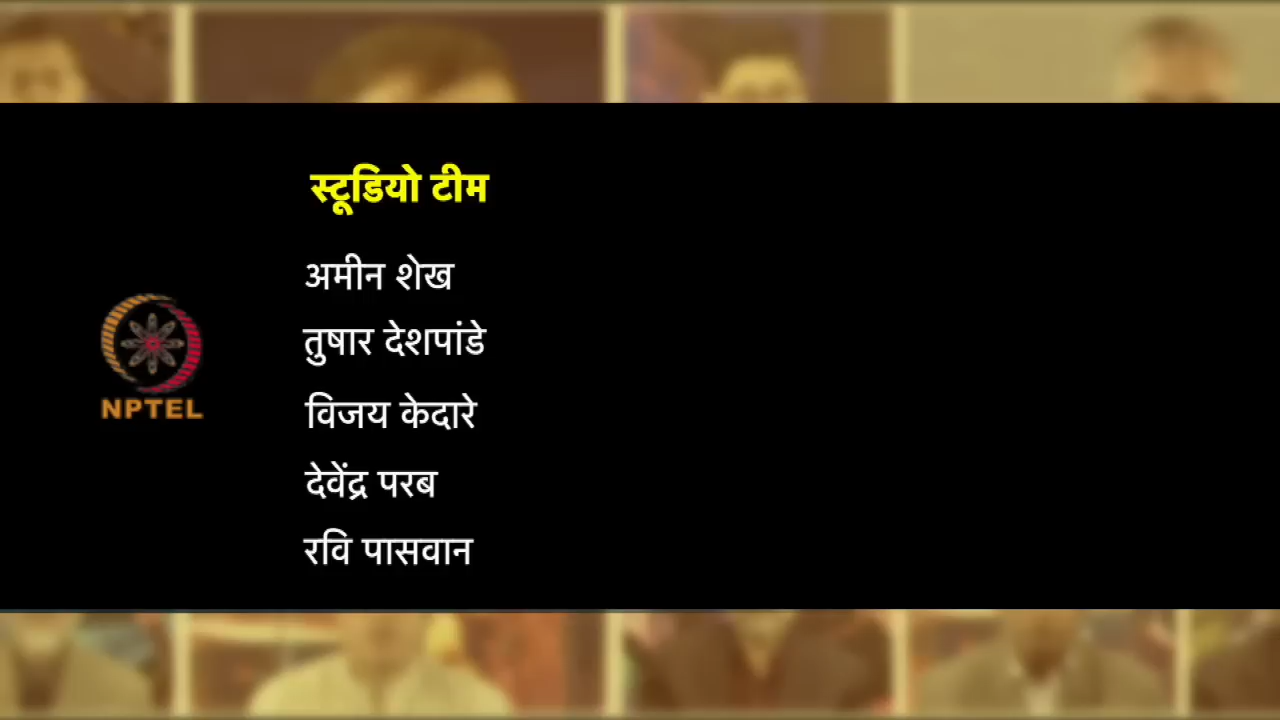 स्टूडियो टीम
अमीन शेख
तुषार देशपांडे
विजय केदारे
देवेंद्र परब
रवि पासवान
NPTEL